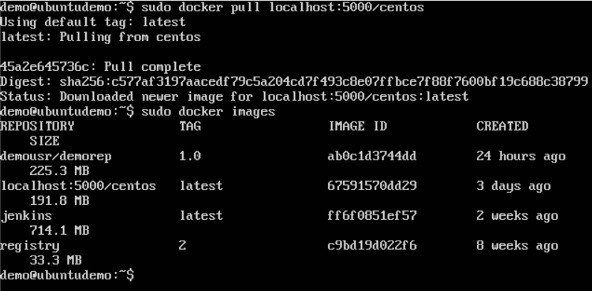 demo@ubuntudemo:~$ sudo docker pull localhost:5000/centos
Using default tag: latest
latest: Pulling from centos
45a2e645736c: Pull complete
Digest: sha256:c577af3197aacedf79c5a204cd7f493c8e07ffbce7f88f7600bf19c688c38799
Status: Downloaded newer image for localhost:5000/centos:latest
demo@ubuntudemo:~$ sudo docker images
REPOSITORY TAG IMAGE ID CREATED
SIZE
demousr/demorep 1.0 ab0c1d3744dd 24 hours ago
225.3 MB
localhost:5000/centos latest 67591570dd29 3 days ago
191.8 MB
jenkins latest ff6f0851ef57 2 weeks ago
714.1 MB
registry 2 c9bd19d022f6 8 weeks ago
33.3 MB
demo@ubuntudemo:~$